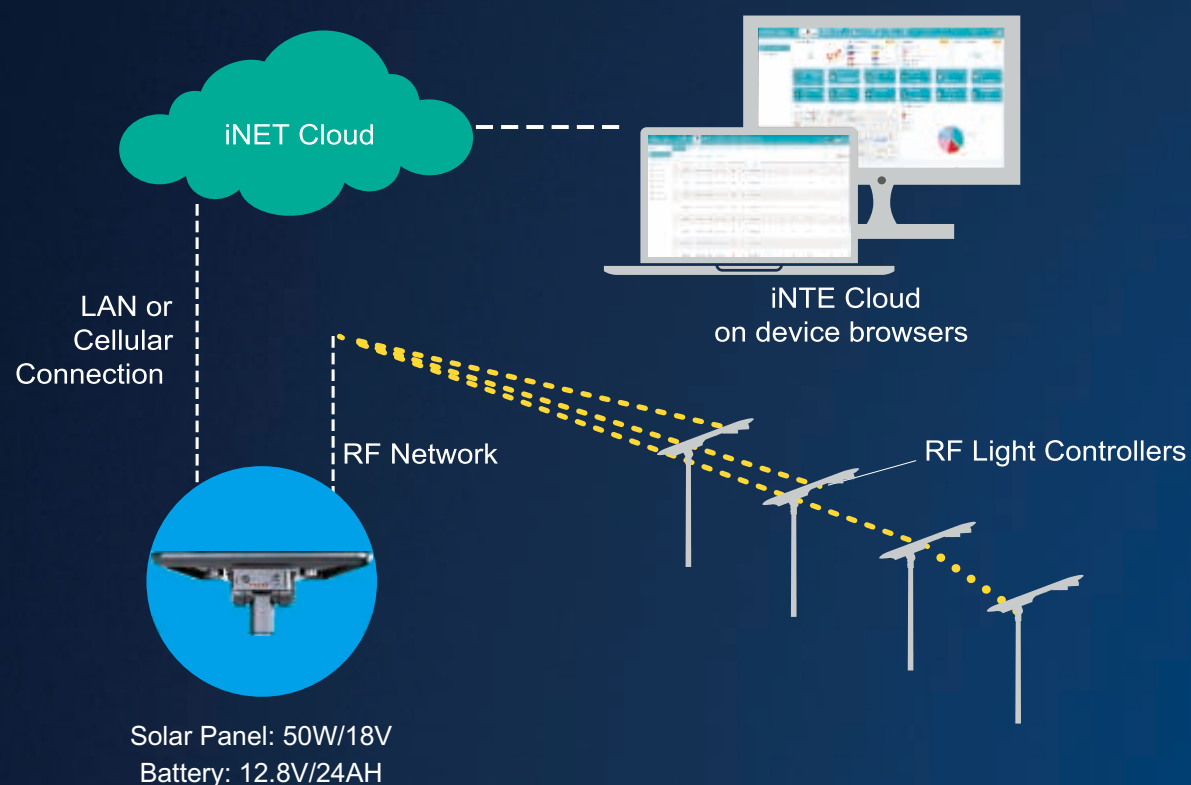 iNET Cloud
LAN or
Cellular
Connection
iNTE Cloud
on device browsers
RF Network
RF Light Controllers
Solar Panel: 50W/18V
Battery: 12.8V/24AH